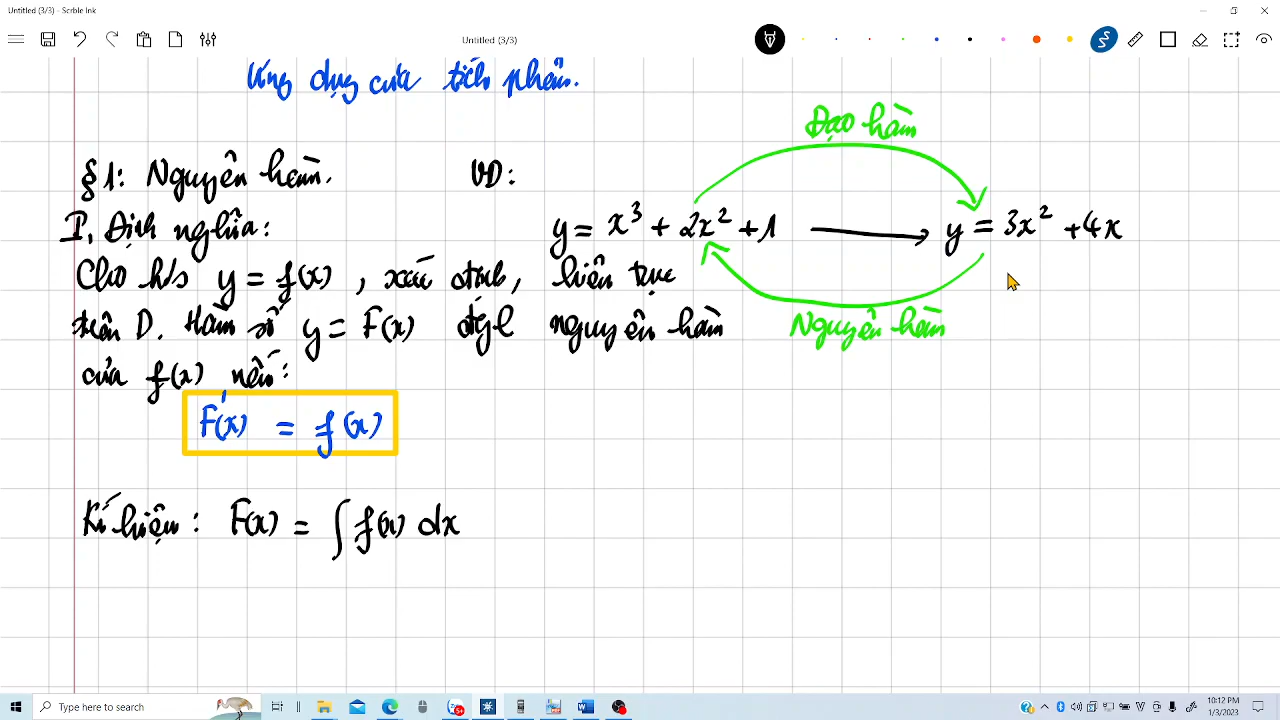 Untitled (3/3) - Scrble Ink
Untitled (3/3)
Ứng dụng của tích phân.
§1: Nguyên hàm.
I, Định nghĩa:
Cho h/s y = f(x), xác định, liên tục
trên D. Hàm số y = F(x) đgl nguyên hàm
của f(x) nếu:
F'(x) = f(x)
Kí hiệu: F(x) = ∫ f(x) dx
VD:
Đạo hàm
y = x³ + 2x² + 1 ⟶ y = 3x² + 4x
Nguyên hàm
Type here to search
5+
10:12 PM
1/3/2023